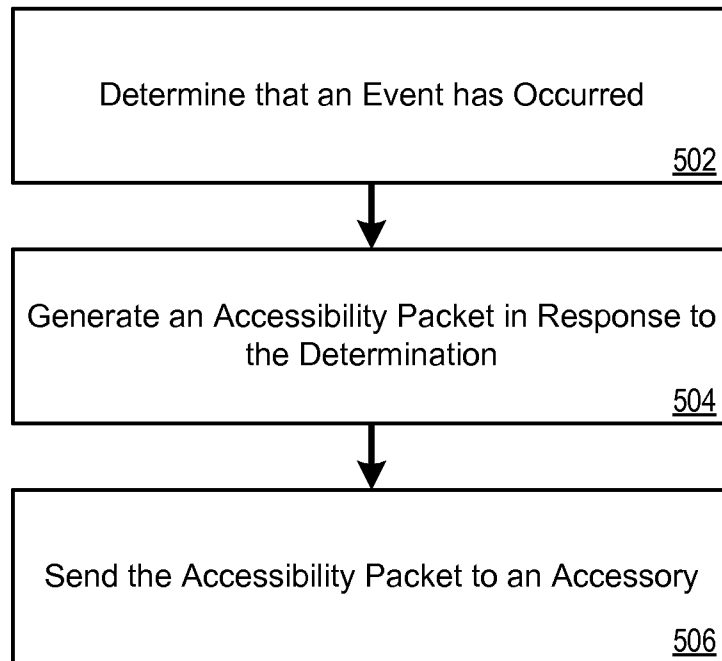 Determine that an Event has Occurred
502
Generate an Accessibility Packet in Response to
the Determination
504
Send the Accessibility Packet to an Accessory
506